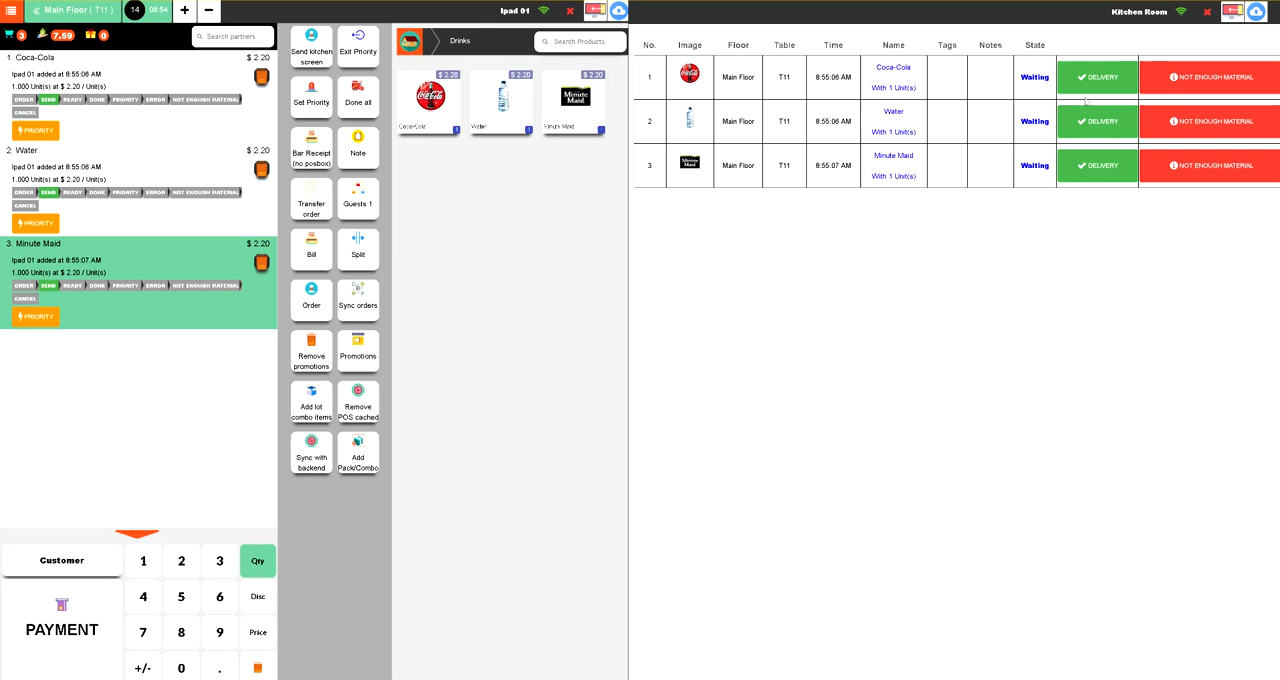 Main Floor ( T11 )
14
08:54
+
−
Ipad 01
3
7.59
0
Search partners
1. Coca-Cola
$ 2.20
Ipad 01 added at 8:55:06 AM
1.000 Unit(s) at $ 2.20 / Unit(s)
ORDER SEND READY DONE PRIORITY ERROR NOT ENOUGH MATERIAL
CANCEL
PRIORITY
2. Water
$ 2.20
Ipad 01 added at 8:55:06 AM
1.000 Unit(s) at $ 2.20 / Unit(s)
ORDER SEND READY DONE PRIORITY ERROR NOT ENOUGH MATERIAL
CANCEL
PRIORITY
3. Minute Maid
$ 2.20
Ipad 01 added at 8:55:07 AM
1.000 Unit(s) at $ 2.20 / Unit(s)
ORDER SEND READY DONE PRIORITY ERROR NOT ENOUGH MATERIAL
CANCEL
PRIORITY
Customer
PAYMENT
1 2 3 Qty
4 5 6 Disc
7 8 9 Price
+/- 0 .
Send kitchen
screen
Exit Priority
Set Priority
Done all
Bar Receipt
(no posbox)
Note
Transfer
order
Guests 1
Bill
Split
Order
Sync orders
Remove
promotions
Promotions
Add lot
combo items
Remove
POS cached
Sync with
backend
Add
Pack/Combo
Drinks
Search Products
$ 2.20
Coca-Cola
1
$ 2.20
Water
1
$ 2.20
Minute
Maid
Minute Maid
Kitchen Room
No. Image Floor Table Time Name Tags Notes State
1 Main Floor T11 8:55:06 AM Coca-Cola
With 1 Unit(s)
Waiting
DELIVERY
NOT ENOUGH MATERIAL
2 Main Floor T11 8:55:06 AM Water
With 1 Unit(s)
Waiting
DELIVERY
NOT ENOUGH MATERIAL
3 Main Floor T11 8:55:07 AM Minute Maid
With 1 Unit(s)
Waiting
DELIVERY
NOT ENOUGH MATERIAL